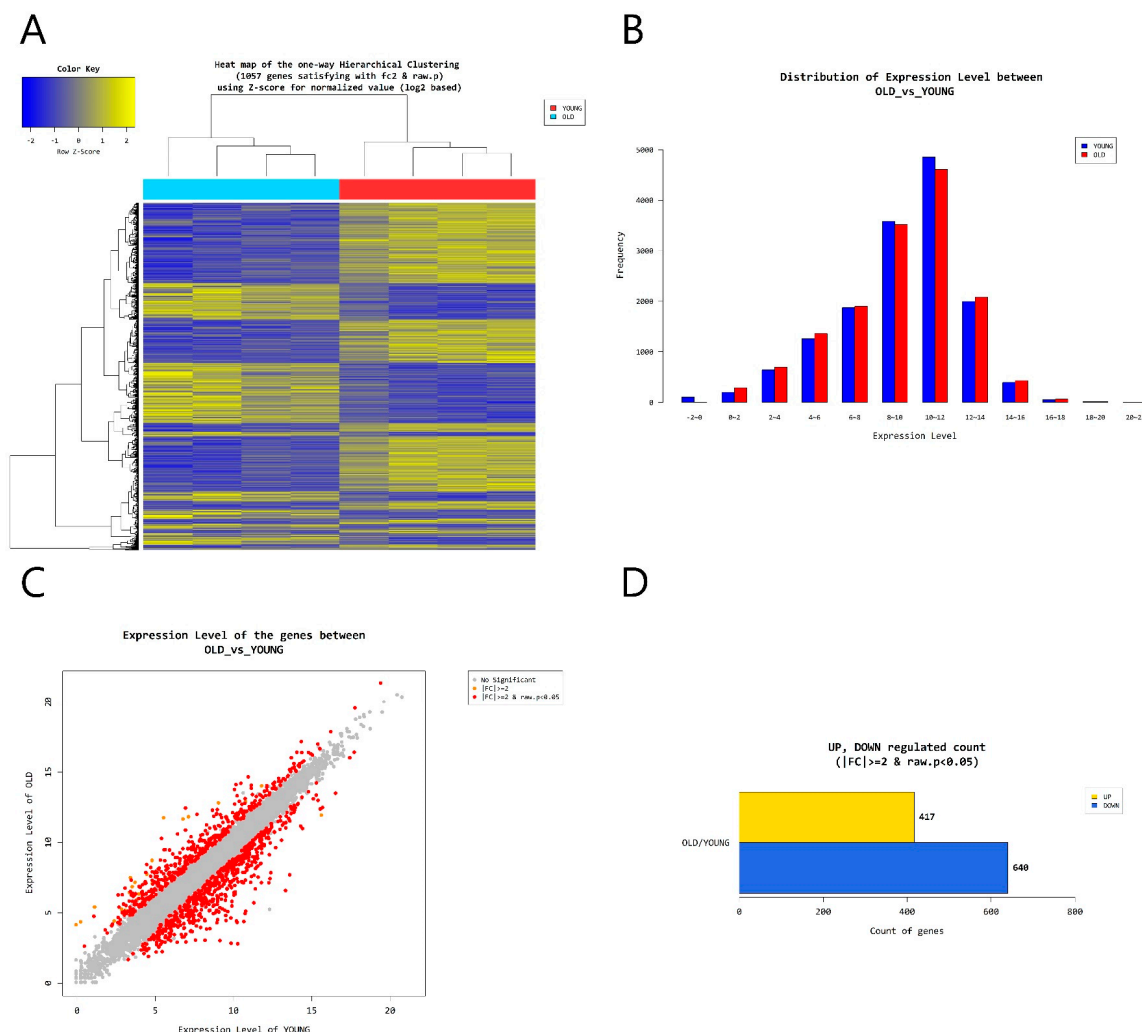 A
Color Key
-2 -1 0 1 2
Row Z-Score
Heat map of the one-way Hierarchical Clustering
(1057 genes satisfying with fc2 & raw.p)
using Z-score for normalized value (log2 based)
YOUNG
OLD
B
Distribution of Expression Level between
OLD_vs_YOUNG
YOUNG
OLD
5000
4000
3000
2000
1000
0
Frequency
-2~0 0~2 2~4 4~6 6~8 8~10 10~12 12~14 14~16 16~18 18~20 20~2
Expression Level
C
Expression Level of the genes between
OLD_vs_YOUNG
No Significant
|FC|>=2
|FC|>=2 & raw.p<0.05
20
15
10
5
0
Expression Level of OLD
0 5 10 15 20
Expression Level of YOUNG
D
UP, DOWN regulated count
(|FC|>=2 & raw.p<0.05)
UP
DOWN
417
OLD/YOUNG
640
0 200 400 600 800
Count of genes